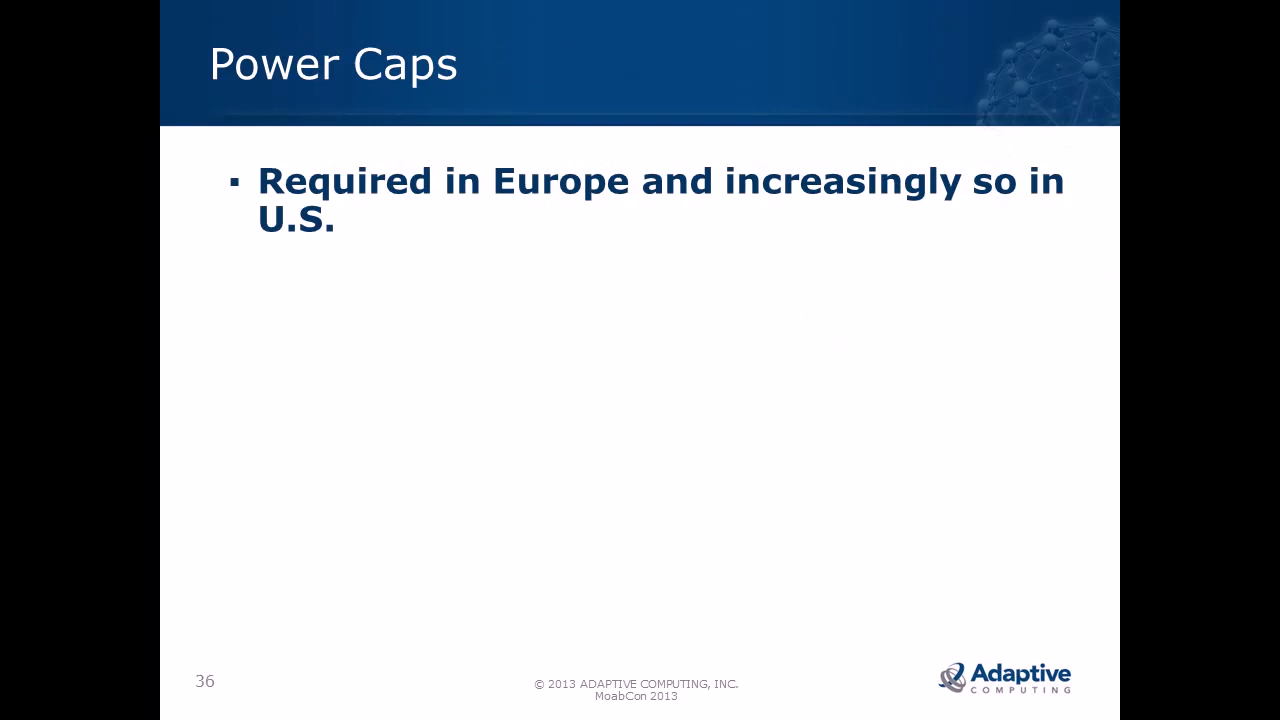 Power Caps
▪ Required in Europe and increasingly so in
U.S.
36
© 2013 ADAPTIVE COMPUTING, INC.
MoabCon 2013
Adaptive
COMPUTING